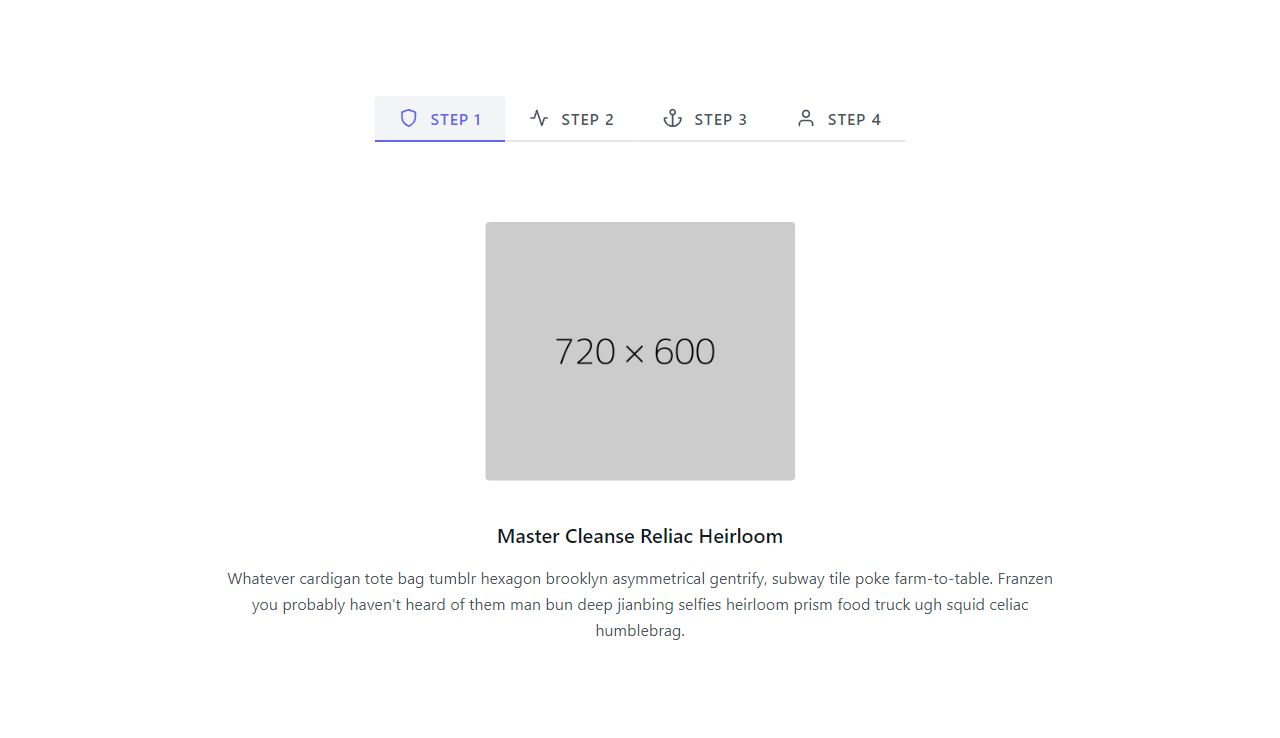 STEP 1
STEP 2
STEP 3
STEP 4
720 × 600
Master Cleanse Reliac Heirloom
Whatever cardigan tote bag tumblr hexagon brooklyn asymmetrical gentrify, subway tile poke farm-to-table. Franzen
you probably haven't heard of them man bun deep jianbing selfies heirloom prism food truck ugh squid celiac
humblebrag.